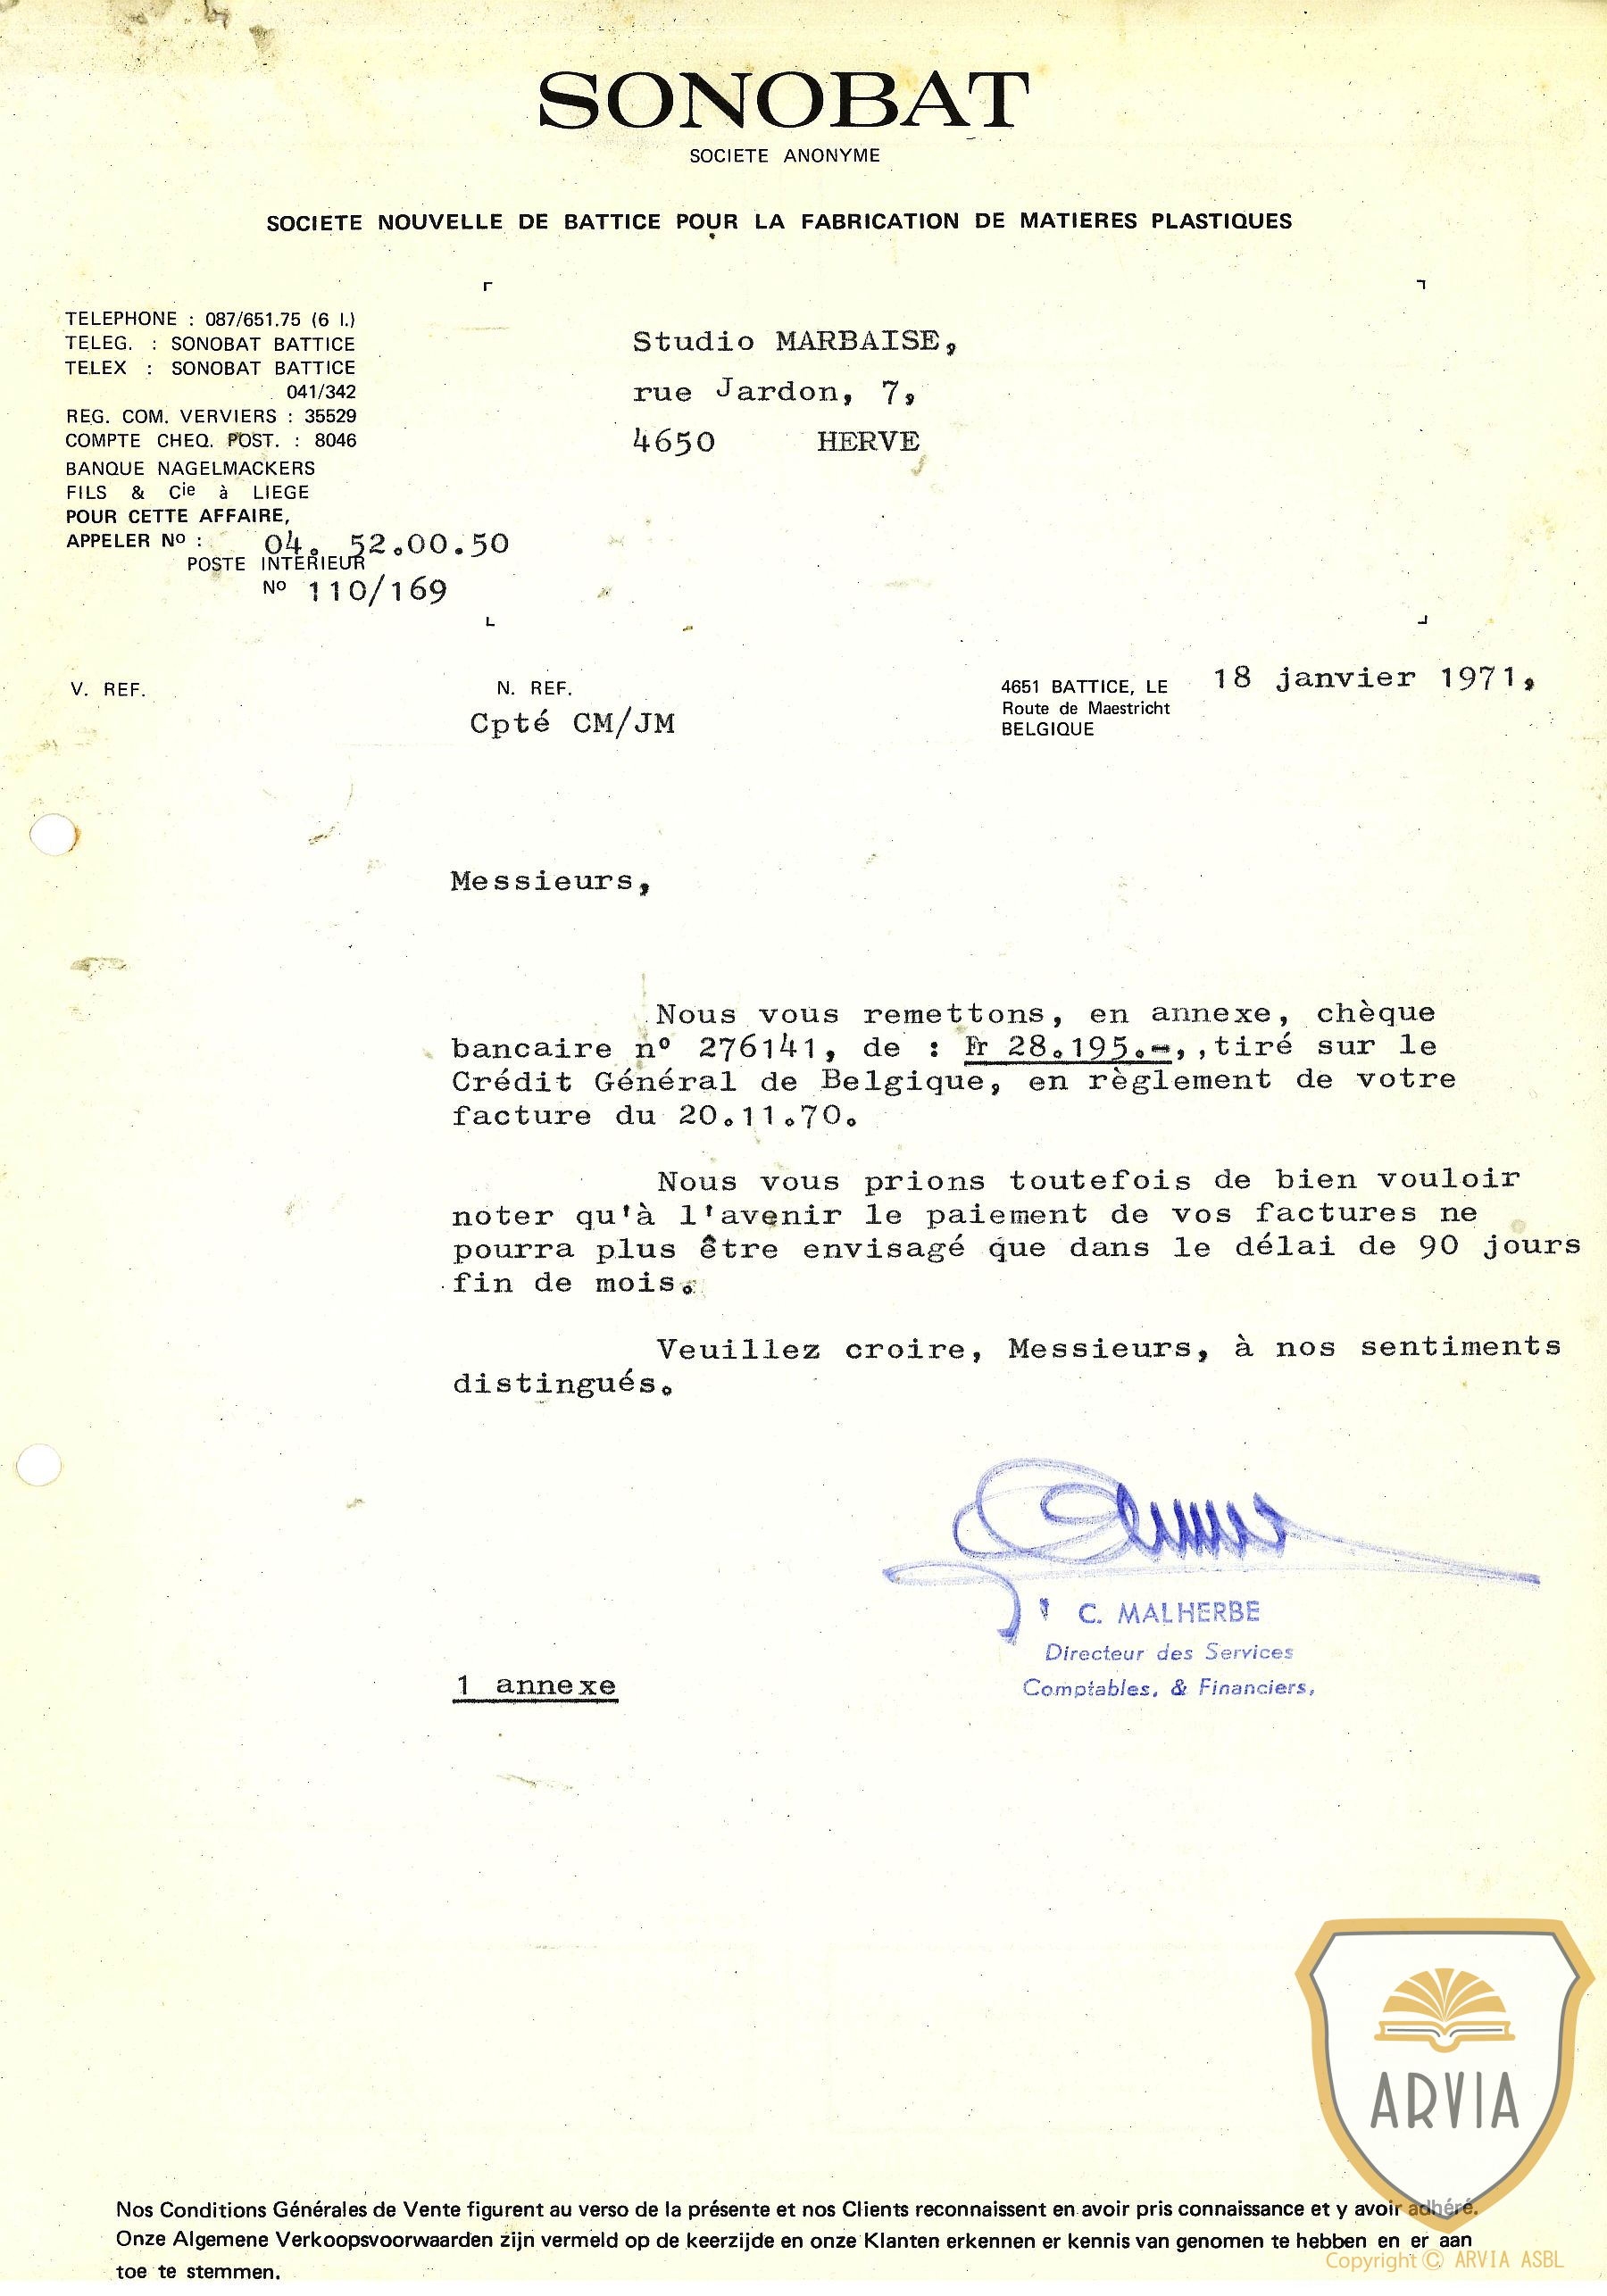 SONOBAT
SOCIETE ANONYME
SOCIETE NOUVELLE DE BATTICE POUR LA FABRICATION DE MATIERES PLASTIQUES
TELEPHONE : 087/651.75 (6 l.)
TELEG. : SONOBAT BATTICE
TELEX : SONOBAT BATTICE
041/342
REG. COM. VERVIERS : 35529
COMPTE CHEQ. POST. : 8046
BANQUE NAGELMACKERS
FILS & Cie à LIEGE
POUR CETTE AFFAIRE,
APPELER Nº : 04. 52.00.50
POSTE INTERIEUR
Nº 110/169
Studio MARBAISE,
rue Jardon, 7,
4650 HERVE
V. REF.
N. REF.
Cpté CM/JM
4651 BATTICE, LE 18 janvier 1971,
Route de Maestricht
BELGIQUE
Messieurs,
Nous vous remettons, en annexe, chèque
bancaire nº 276141, de : Fr 28.195.-,,tiré sur le
Crédit Général de Belgique, en règlement de votre
facture du 20.11.70.
Nous vous prions toutefois de bien vouloir
noter qu'à l'avenir le paiement de vos factures ne
pourra plus être envisagé que dans le délai de 90 jours
fin de mois.
Veuillez croire, Messieurs, à nos sentiments
distingués.
C. MALHERBE
Directeur des Services
Comptables, & Financiers,
1 annexe
ARVIA
Nos Conditions Générales de Vente figurent au verso de la présente et nos Clients reconnaissent en avoir pris connaissance et y avoir adhéré.
Onze Algemene Verkoopsvoorwaarden zijn vermeld op de keerzijde en onze Klanten erkennen er kennis van genomen te hebben en er aan
toe te stemmen.
Copyright © ARVIA ASBL